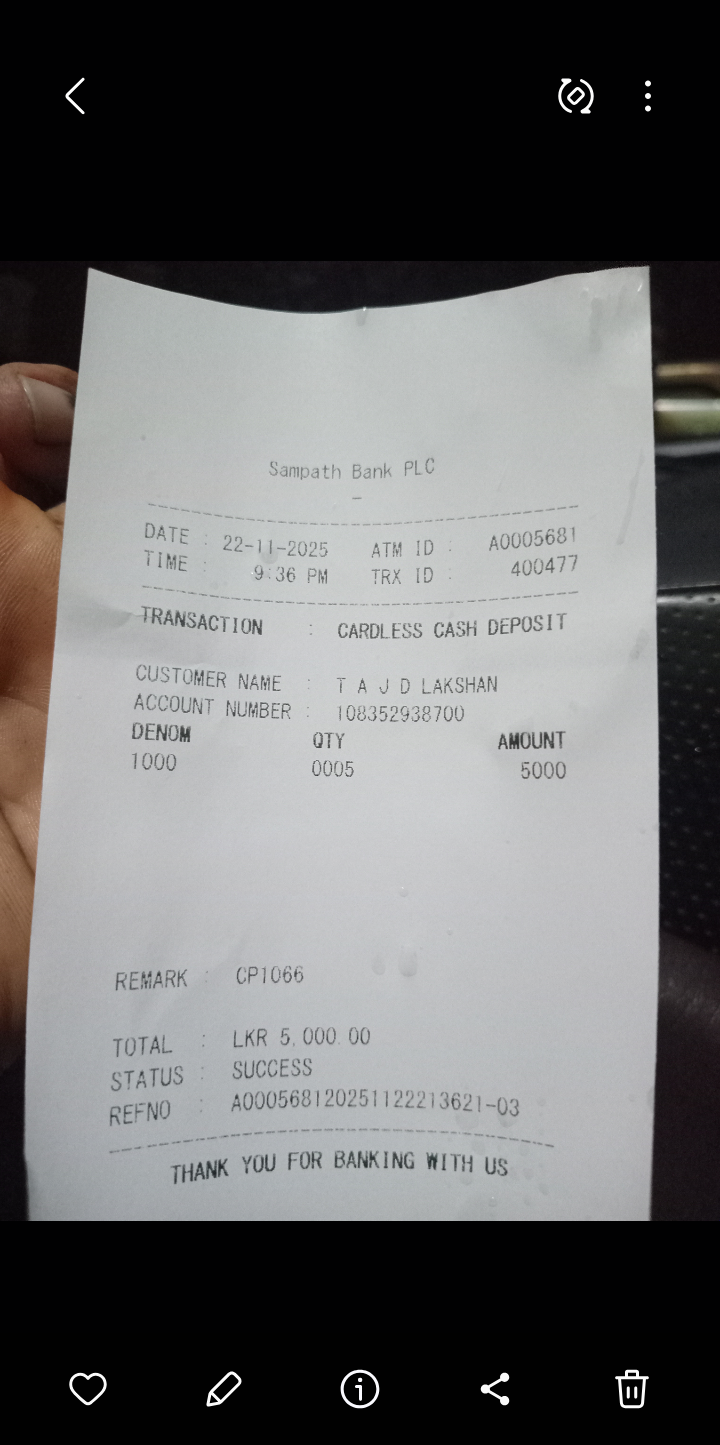 Sampath Bank PLC
DATE : 22-11-2025 ATM ID : A0005681
TIME : 9:36 PM TRX ID : 400477
TRANSACTION : CARDLESS CASH DEPOSIT
CUSTOMER NAME : T A J D LAKSHAN
ACCOUNT NUMBER : 108352938700
DENOM QTY AMOUNT
1000 0005 5000
REMARK : CP1066
TOTAL : LKR 5,000.00
STATUS : SUCCESS
REFNO : A000568120251122213621-03
THANK YOU FOR BANKING WITH US